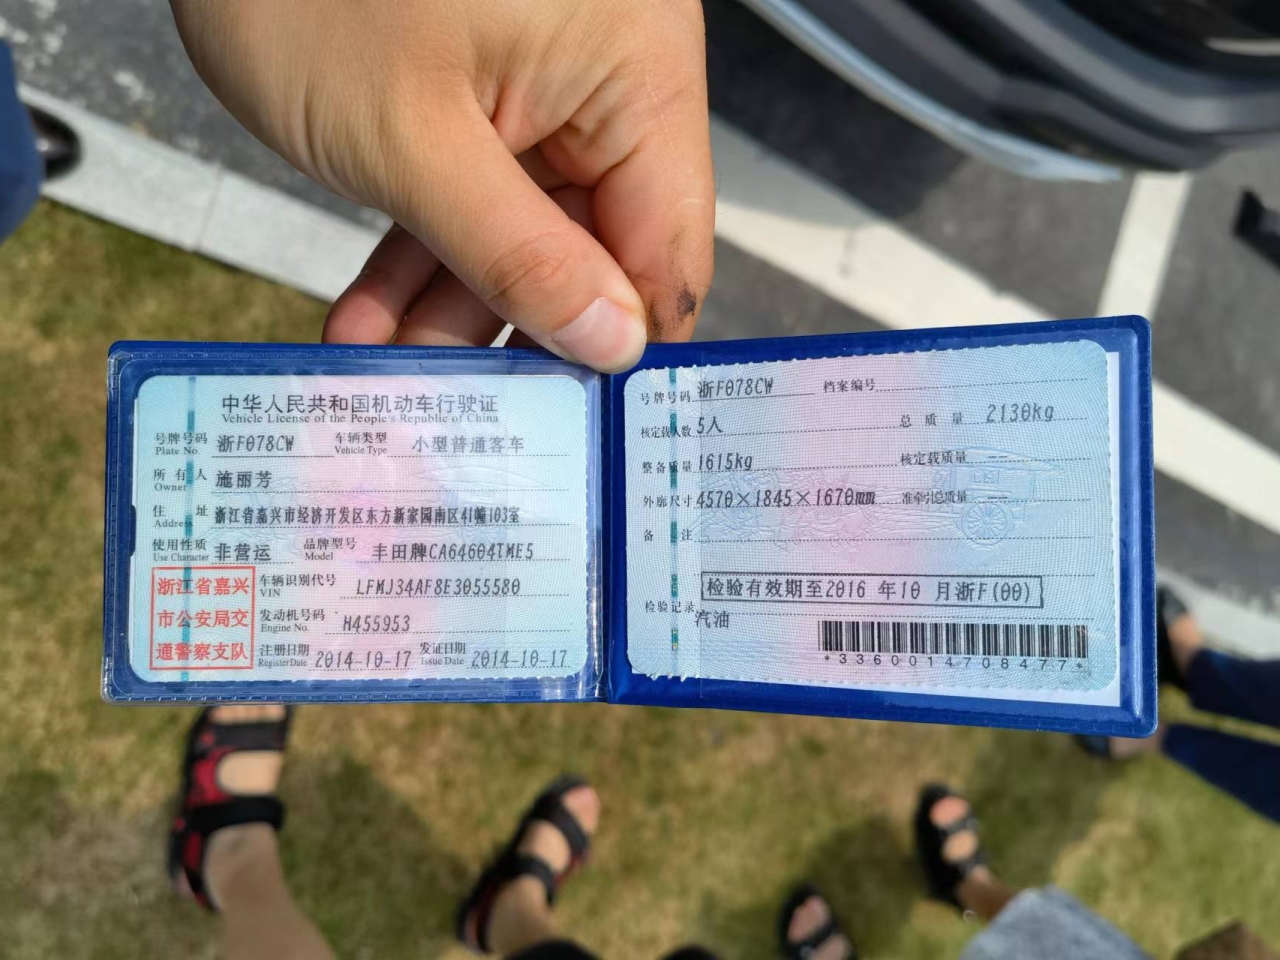 中华人民共和国机动车行驶证
Vehicle License of the People's Republic of China
号牌号码 浙F078CW 车辆类型 小型普通客车
Plate No. Vehicle Type
所有人 施丽芳
Owner
住址 浙江省嘉兴市经济开发区东方新家园南区41幢103室
Address
使用性质 非营运 品牌型号 丰田牌CA64604TME5
Use Character Model
浙江省嘉兴
市公安局交
通警察支队
车辆识别代号 LFMJ34AF8E3055580
VIN
发动机号码 H455953
Engine No.
注册日期 2014-10-17 发证日期 2014-10-17
Register Date Issue Date
号牌号码 浙F078CW 档案编号
核定载人数 5人 总质量 2130kg
整备质量 1615kg 核定载质量 --
外廓尺寸 4570×1845×1670mm 准牵引总质量 --
备注
检验有效期至2016 年10 月浙F(00)
检验记录
汽油
*3360014708477*